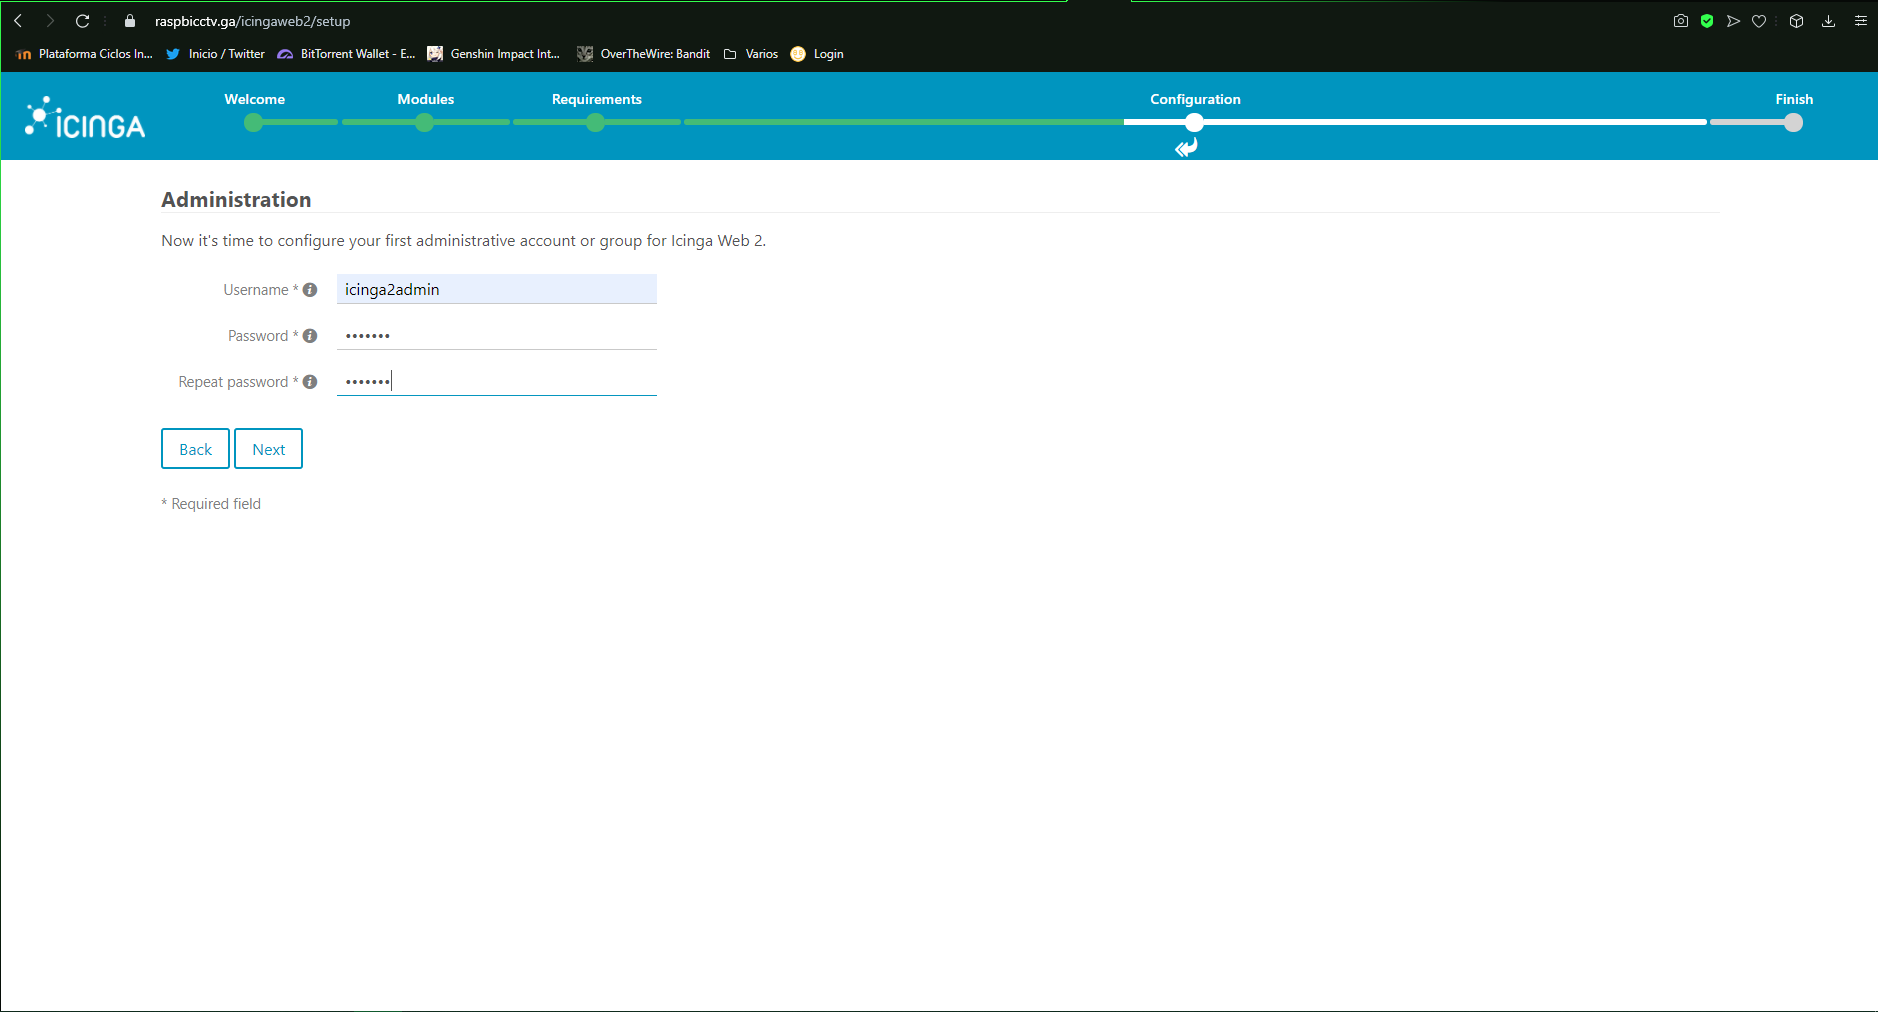 raspbicctv.ga/icingaweb2/setup
Plataforma Ciclos In... Inicio / Twitter BitTorrent Wallet - E... Genshin Impact Int... OverTheWire: Bandit Varios Login
ICINGA
Welcome Modules Requirements Configuration Finish
Administration
Now it's time to configure your first administrative account or group for Icinga Web 2.
Username * icinga2admin
Password * •••••••
Repeat password * •••••••
Back Next
* Required field